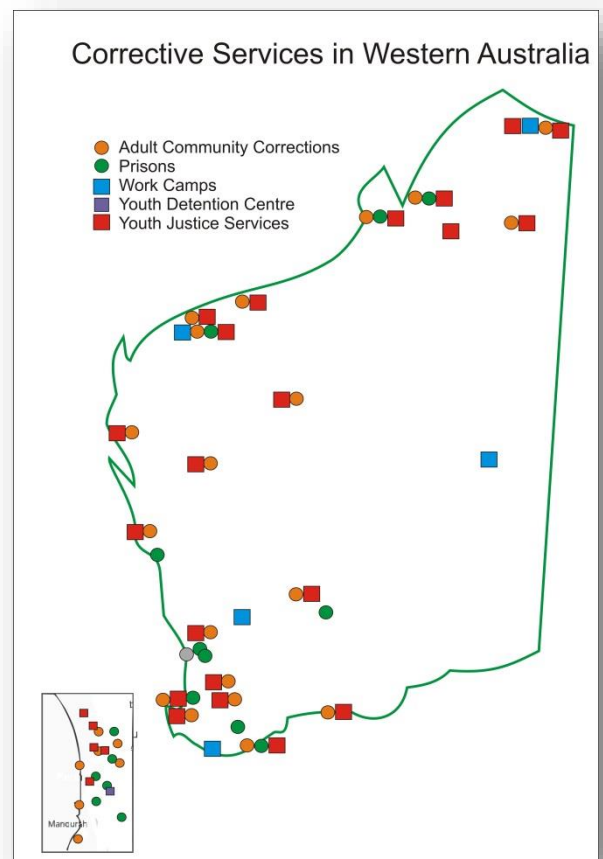 Corrective Services in Western Australia
Adult Community Corrections
Prisons
Work Camps
Youth Detention Centre
Youth Justice Services
Mandurah